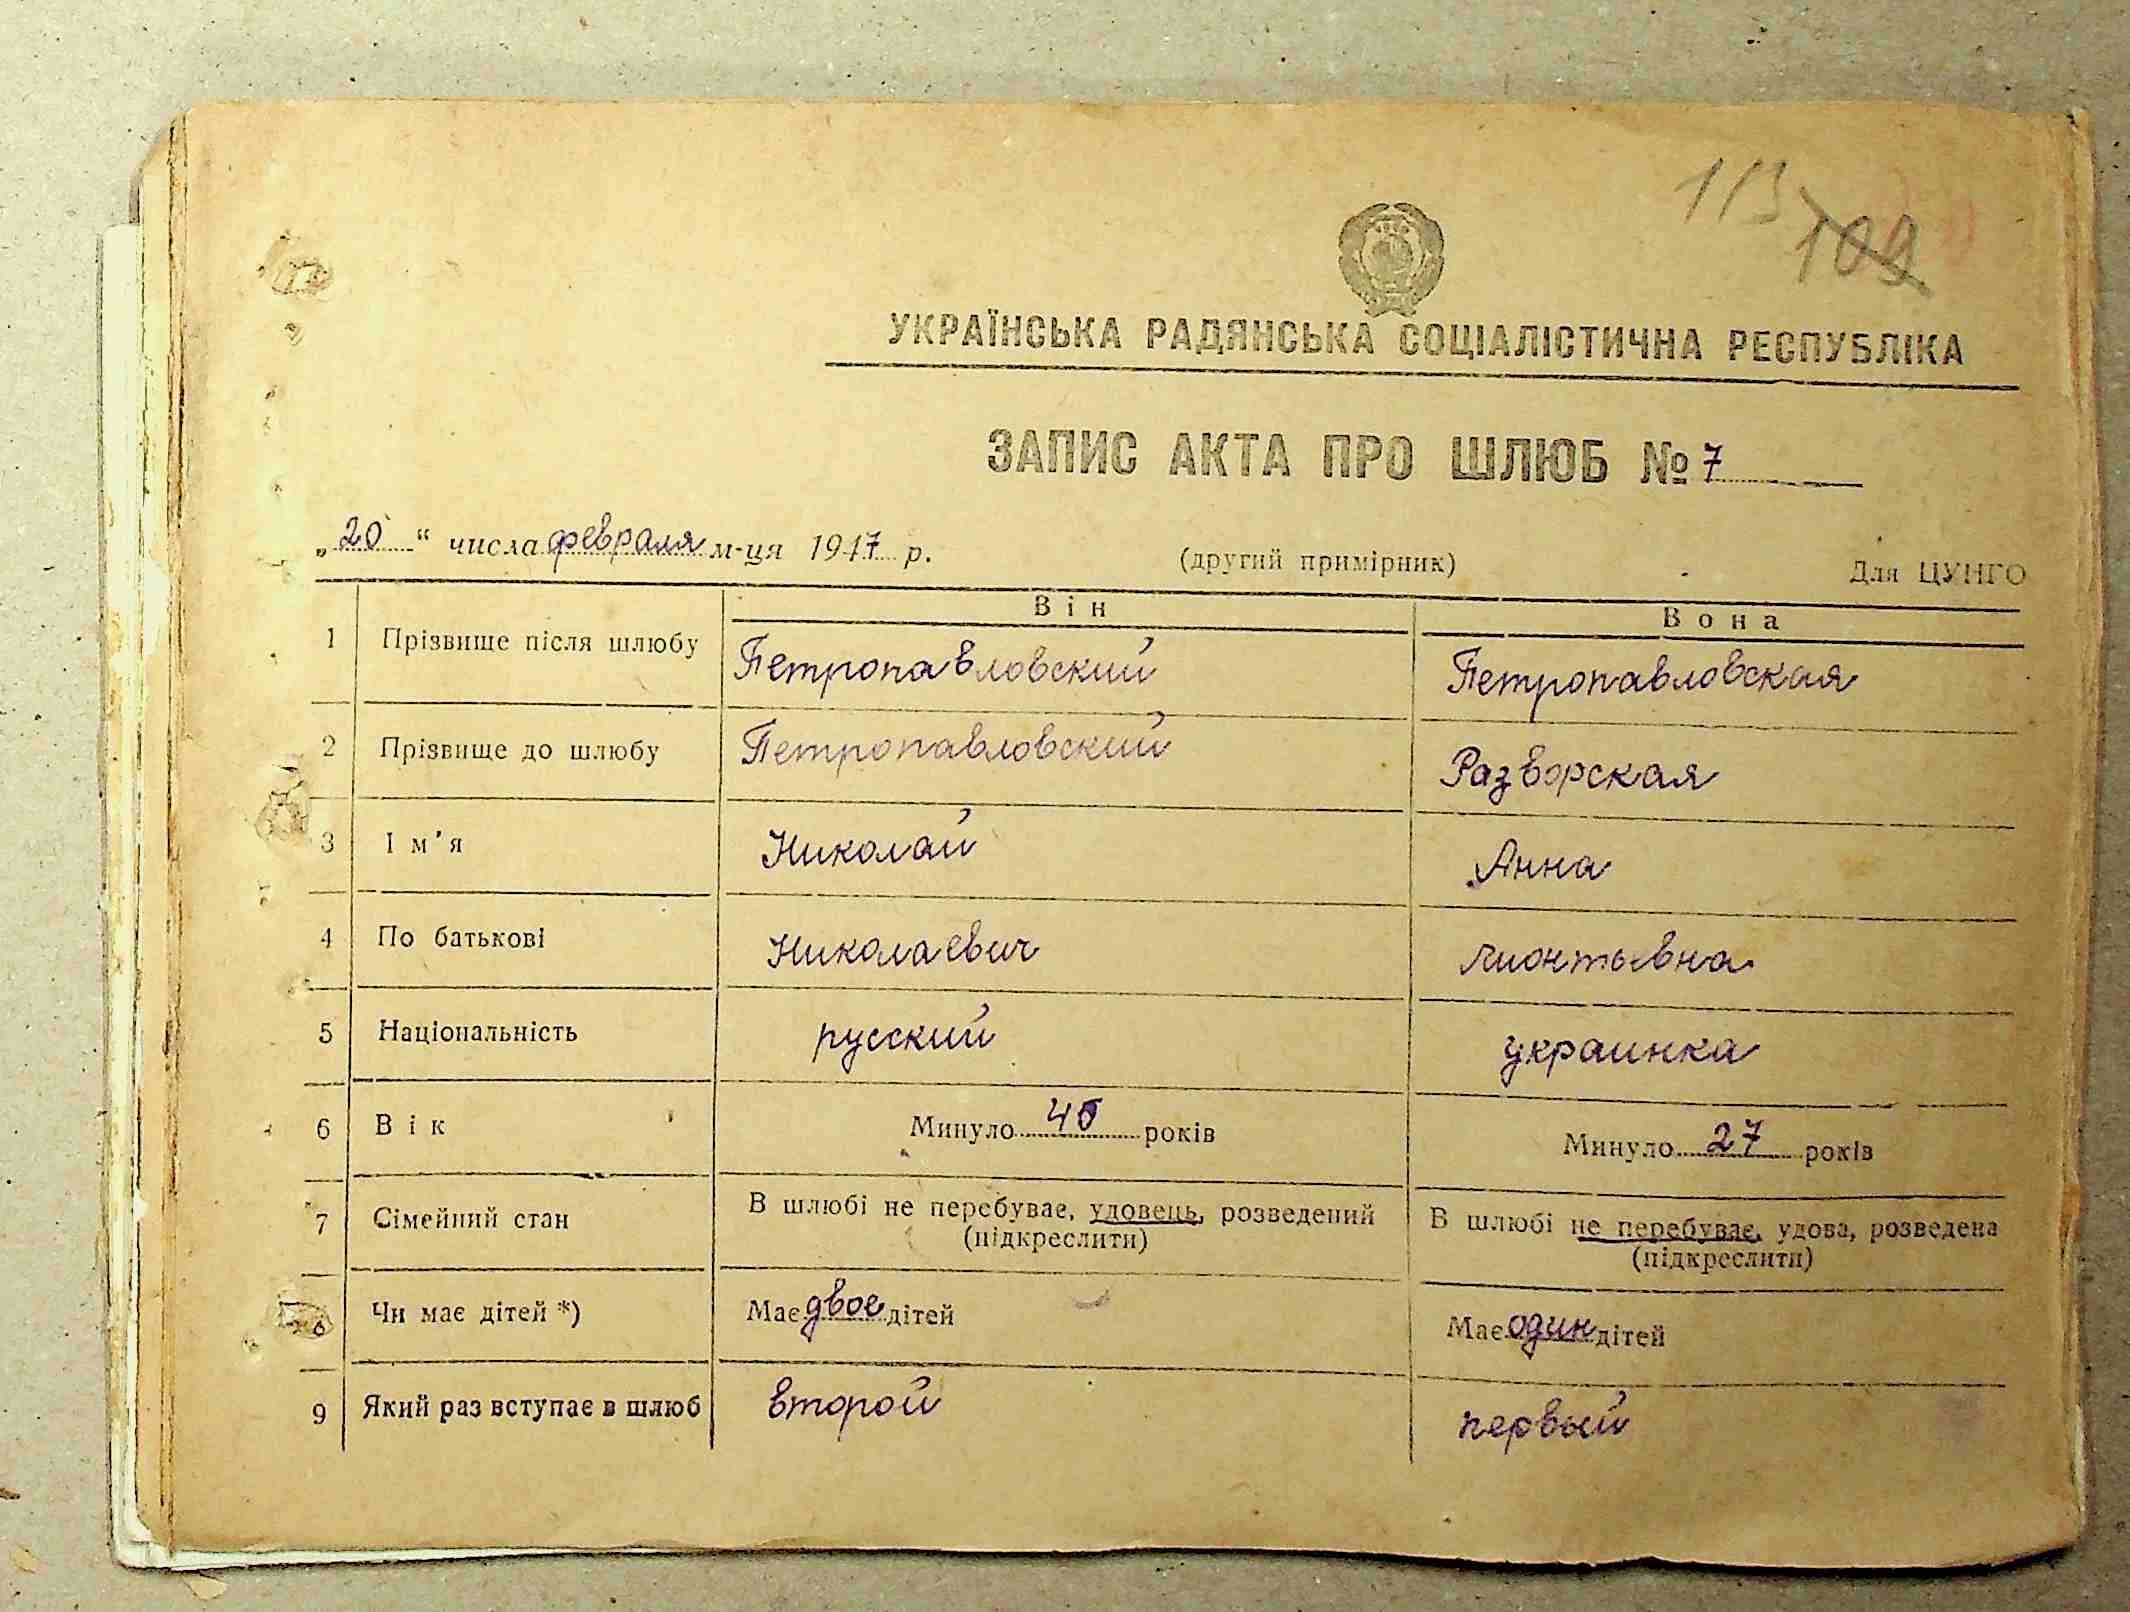 113
109
УКРАЇНСЬКА РАДЯНСЬКА СОЦІАЛІСТИЧНА РЕСПУБЛІКА
ЗАПИС АКТА ПРО ШЛЮБ № 7
„20“ числа февраля м-ця 1947 р. (другий примірник) Для ЦУНГО
Він Вона
1 Прізвище після шлюбу Петропавловский Петропавловская
2 Прізвище до шлюбу Петропавловский Разворская
3 Ім'я Николай Анна
4 По батькові Николаевич Лионтьевна
5 Національність русский украинка
6 Вік Минуло років Минуло 27 років
7 Сімейний стан В шлюбі не перебуває, удовець, розведений В шлюбі не перебуває, удова, розведена
(підкреслити) (підкреслити)
8 Чи має дітей *) Має двое дітей Має один дітей
9 Який раз вступає в шлюб второй первый